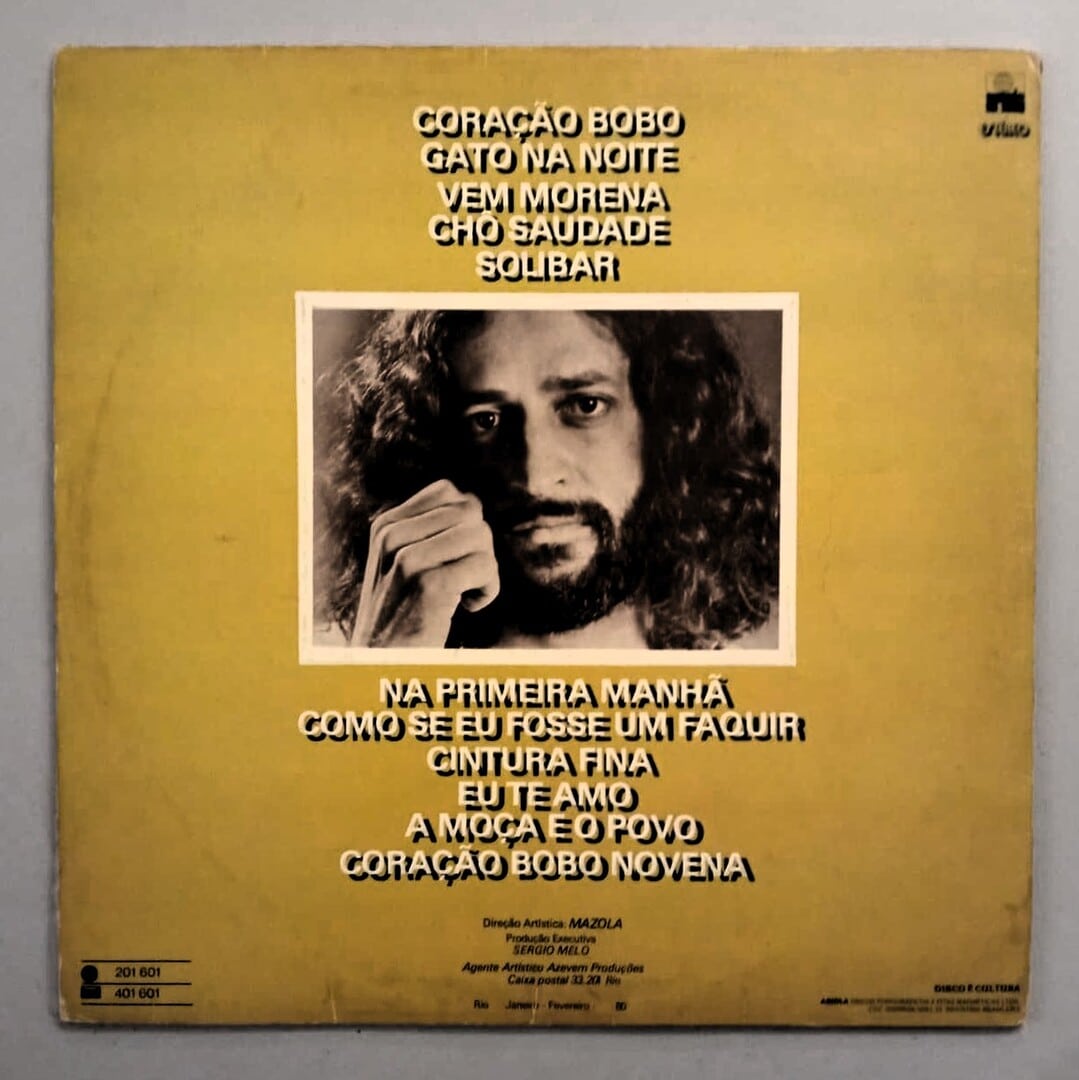 stereo
CORAÇÃO BOBO
GATO NA NOITE
VEM MORENA
CHÔ SAUDADE
SOLIBAR
NA PRIMEIRA MANHÃ
COMO SE EU FOSSE UM FAQUIR
CINTURA FINA
EU TE AMO
A MOÇA E O POVO
CORAÇÃO BOBO NOVENA
Direção Artística: MAZOLA
Produção Executiva
SERGIO MELO
Agente Artístico Azevem Produções
Caixa postal 33.201 Rio
Rio Janeiro - Fevereiro 80
201 601
401 601
DISCO É CULTURA
ARIOLA